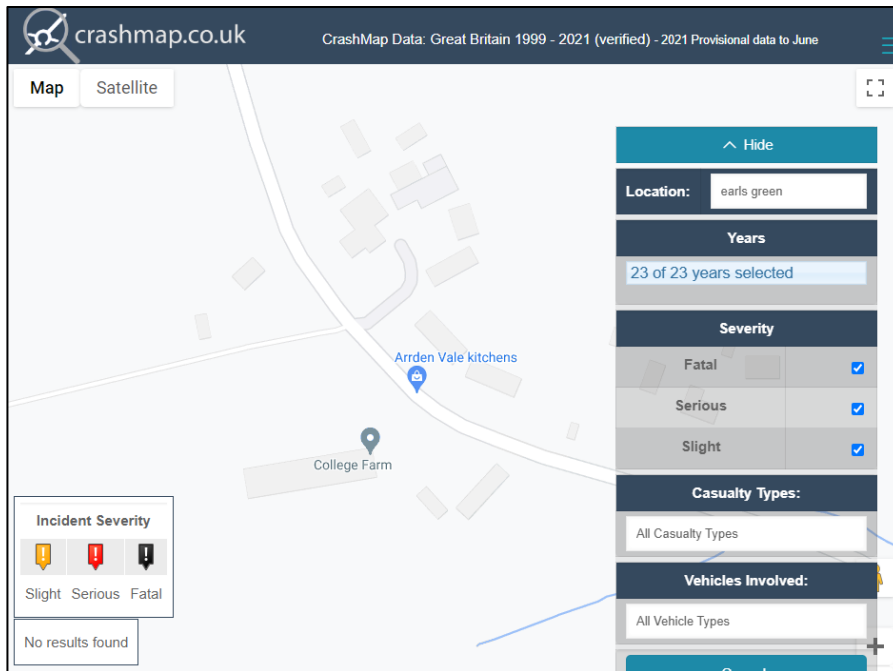 crashmap.co.uk
CrashMap Data: Great Britain 1999 - 2021 (verified) - 2021 Provisional data to June
Map Satellite
Hide
Location: earls green
Years
23 of 23 years selected
Severity
Fatal
Serious
Slight
Arrden Vale kitchens
College Farm
Casualty Types:
All Casualty Types
Vehicles Involved:
All Vehicle Types
Incident Severity
Slight Serious Fatal
No results found